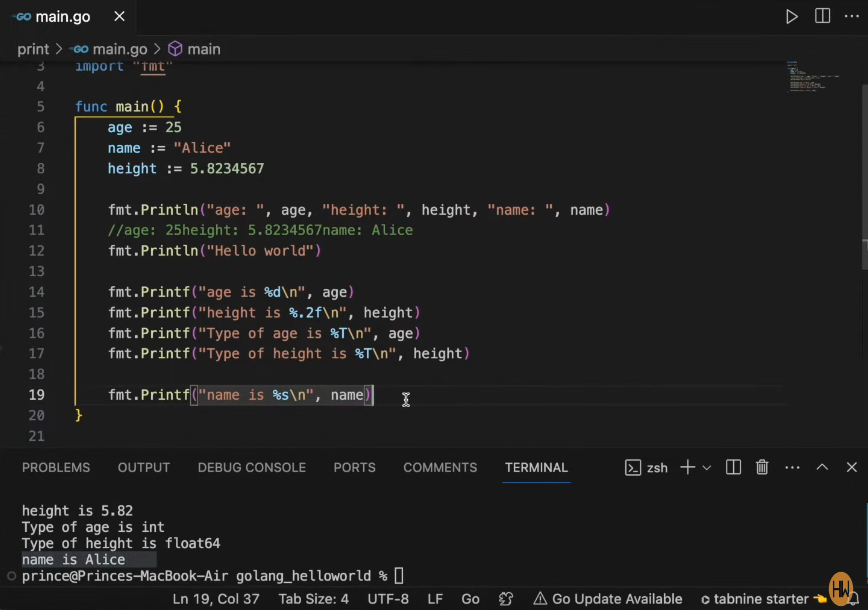 GO main.go
print > GO main.go > main
3 import "fmt"
4
5 func main() {
6 age := 25
7 name := "Alice"
8 height := 5.8234567
9
10 fmt.Println("age: ", age, "height: ", height, "name: ", name)
11 //age: 25height: 5.8234567name: Alice
12 fmt.Println("Hello world")
13
14 fmt.Printf("age is %d\n", age)
15 fmt.Printf("height is %.2f\n", height)
16 fmt.Printf("Type of age is %T\n", age)
17 fmt.Printf("Type of height is %T\n", height)
18
19 fmt.Printf("name is %s\n", name)
20 }
21
PROBLEMS OUTPUT DEBUG CONSOLE PORTS COMMENTS TERMINAL zsh
height is 5.82
Type of age is int
Type of height is float64
name is Alice
prince@Princes-MacBook-Air golang_helloworld %
Ln 19, Col 37 Tab Size: 4 UTF-8 LF Go Go Update Available tabnine starter
HW